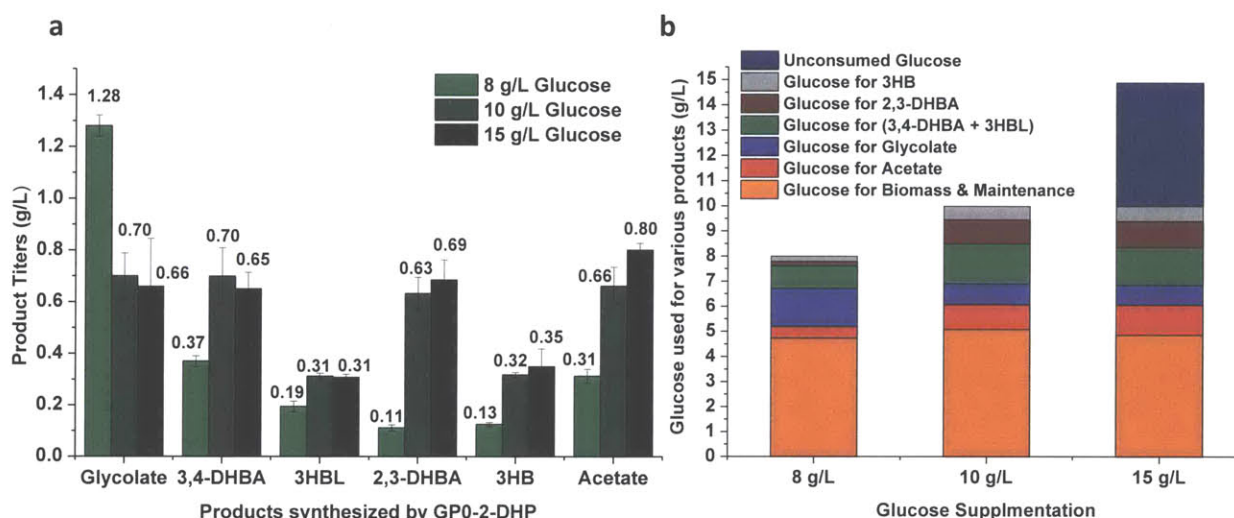 a
Product Titers (g/L)
1.4
1.2
1.0
0.8
0.6
0.4
0.2
0.0
8 g/L Glucose
10 g/L Glucose
15 g/L Glucose
1.28
0.70
0.66
0.37
0.70
0.65
0.19
0.31
0.31
0.11
0.63
0.69
0.13
0.32
0.35
0.31
0.66
0.80
Glycolate 3,4-DHBA 3HBL 2,3-DHBA 3HB Acetate
Products synthesized by GP0-2-DHP
b
Glucose used for various products (g/L)
15
14
13
12
11
10
9
8
7
6
5
4
3
2
1
0
Unconsumed Glucose
Glucose for 3HB
Glucose for 2,3-DHBA
Glucose for (3,4-DHBA + 3HBL)
Glucose for Glycolate
Glucose for Acetate
Glucose for Biomass & Maintenance
8 g/L 10 g/L 15 g/L
Glucose Supplmentation